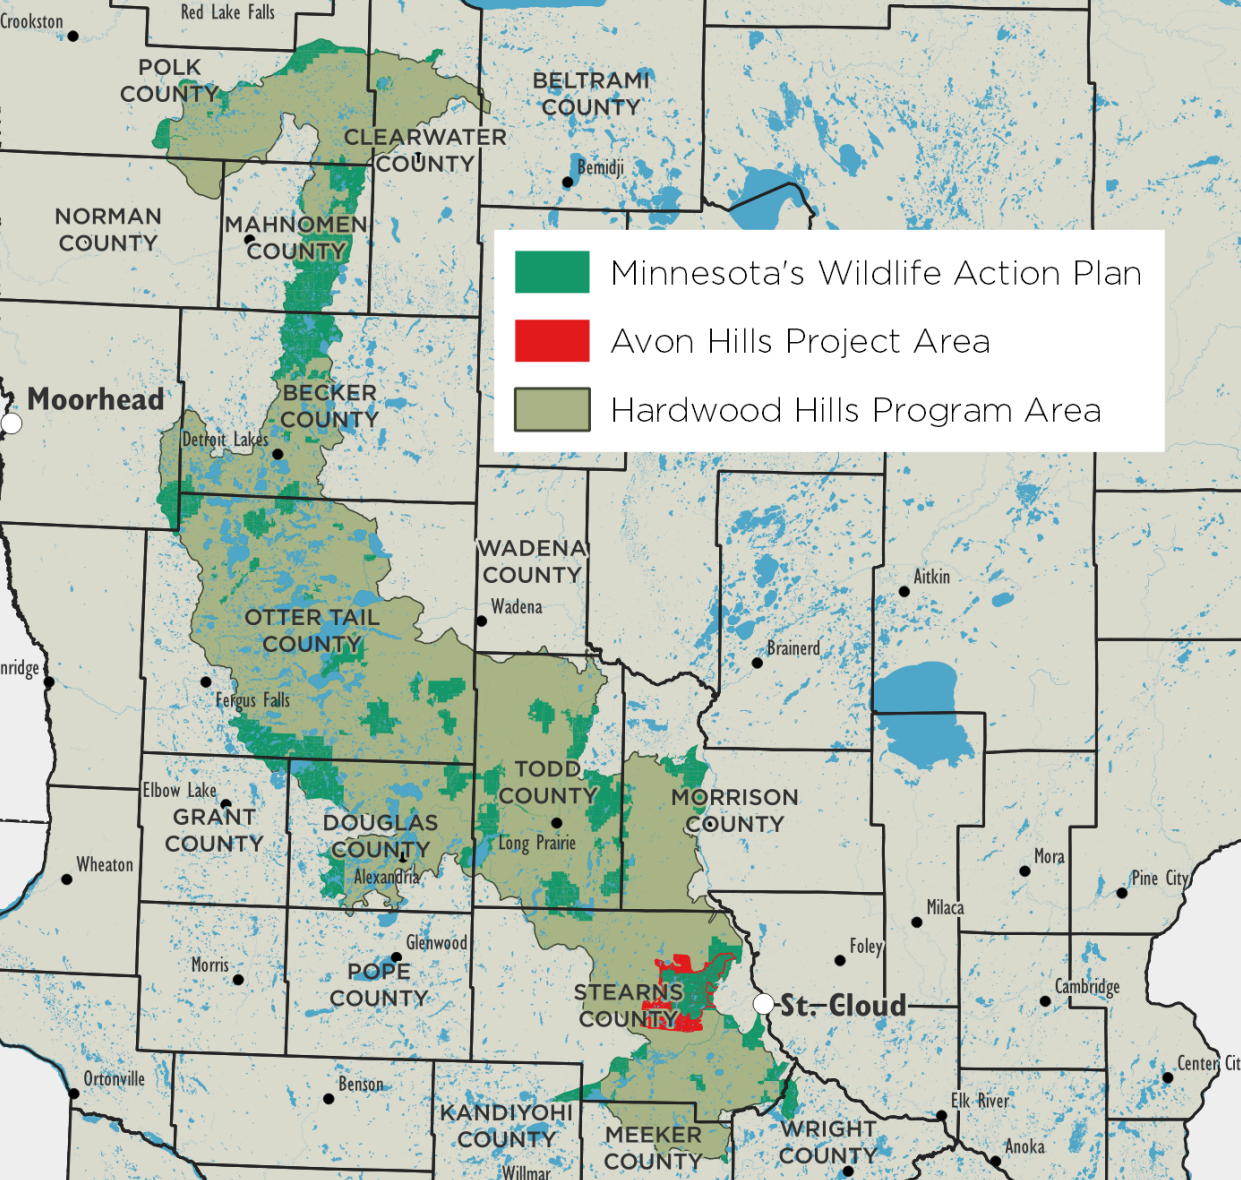 Red Lake Falls
Crookston
POLK
COUNTY
BELTRAMI
COUNTY
CLEARWATER
COUNTY
Bemidji
NORMAN
COUNTY
MAHNOMEN
COUNTY
Minnesota's Wildlife Action Plan
Avon Hills Project Area
Hardwood Hills Program Area
Moorhead
BECKER
COUNTY
Detroit Lakes
WADENA
COUNTY
Wadena
Aitkin
OTTER TAIL
COUNTY
Brainerd
nridge
Fergus Falls
TODD
COUNTY
Elbow Lake
GRANT
COUNTY
MORRISON
COUNTY
DOUGLAS
COUNTY
Long Prairie
Alexandria
Wheaton
Mora
Pine City
Milaca
Foley
Glenwood
Morris
POPE
COUNTY
STEARNS
COUNTY
St. Cloud
Cambridge
Center Cit
Ortonville
Benson
Elk River
KANDIYOHI
COUNTY
MEEKER
COUNTY
WRIGHT
COUNTY
Anoka
Willmar